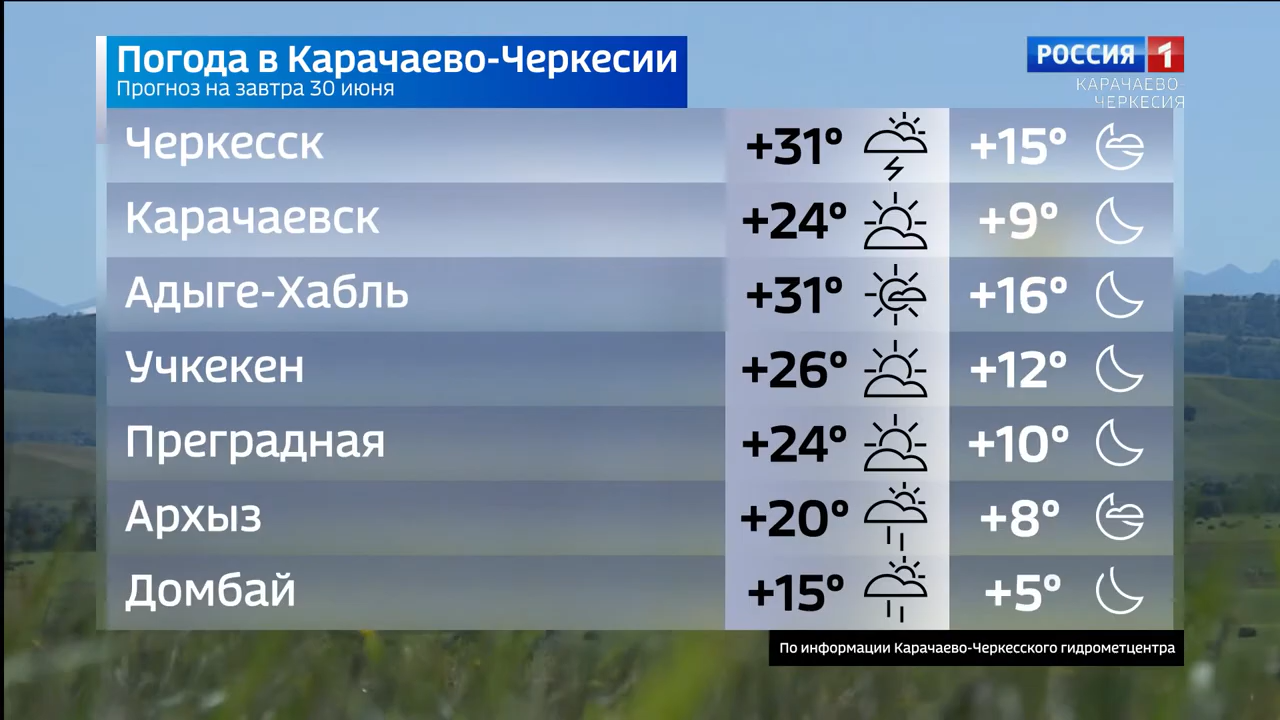 Погода в Карачаево-Черкесии
Прогноз на завтра 30 июня
РОССИЯ 1
КАРАЧАЕВО-
ЧЕРКЕСИЯ
Черкесск +31° +15°
Карачаевск +24° +9°
Адыге-Хабль +31° +16°
Учкекен +26° +12°
Преградная +24° +10°
Архыз +20° +8°
Домбай +15° +5°
По информации Карачаево-Черкесского гидрометцентра